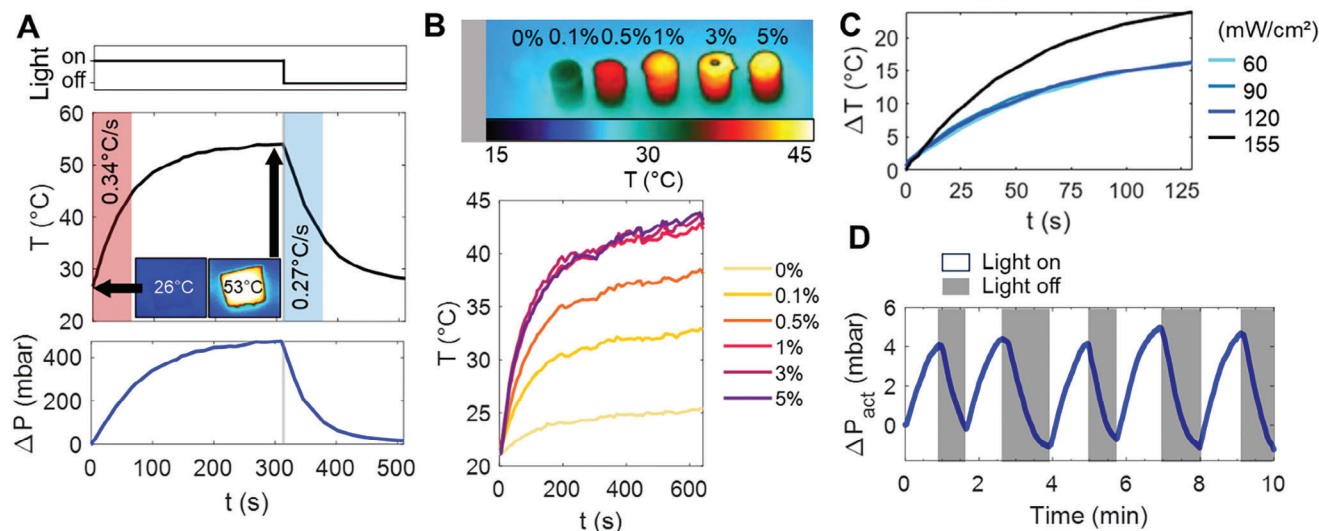 A
Light
on
off
T (°C)
60
50
40
30
20
0.34°C/s
0.27°C/s
26°C
53°C
ΔP (mbar)
400
200
0
0 100 200 300 400 500
t (s)
B
0% 0.1% 0.5% 1% 3% 5%
15 30 45
T (°C)
T (°C)
45
40
35
30
25
20
0 200 400 600
t (s)
0%
0.1%
0.5%
1%
3%
5%
C
ΔT (°C)
20
15
10
5
0
0 25 50 75 100 125
t (s)
(mW/cm²)
60
90
120
155
D
Light on
Light off
ΔPact (mbar)
6
4
2
0
0 2 4 6 8 10
Time (min)